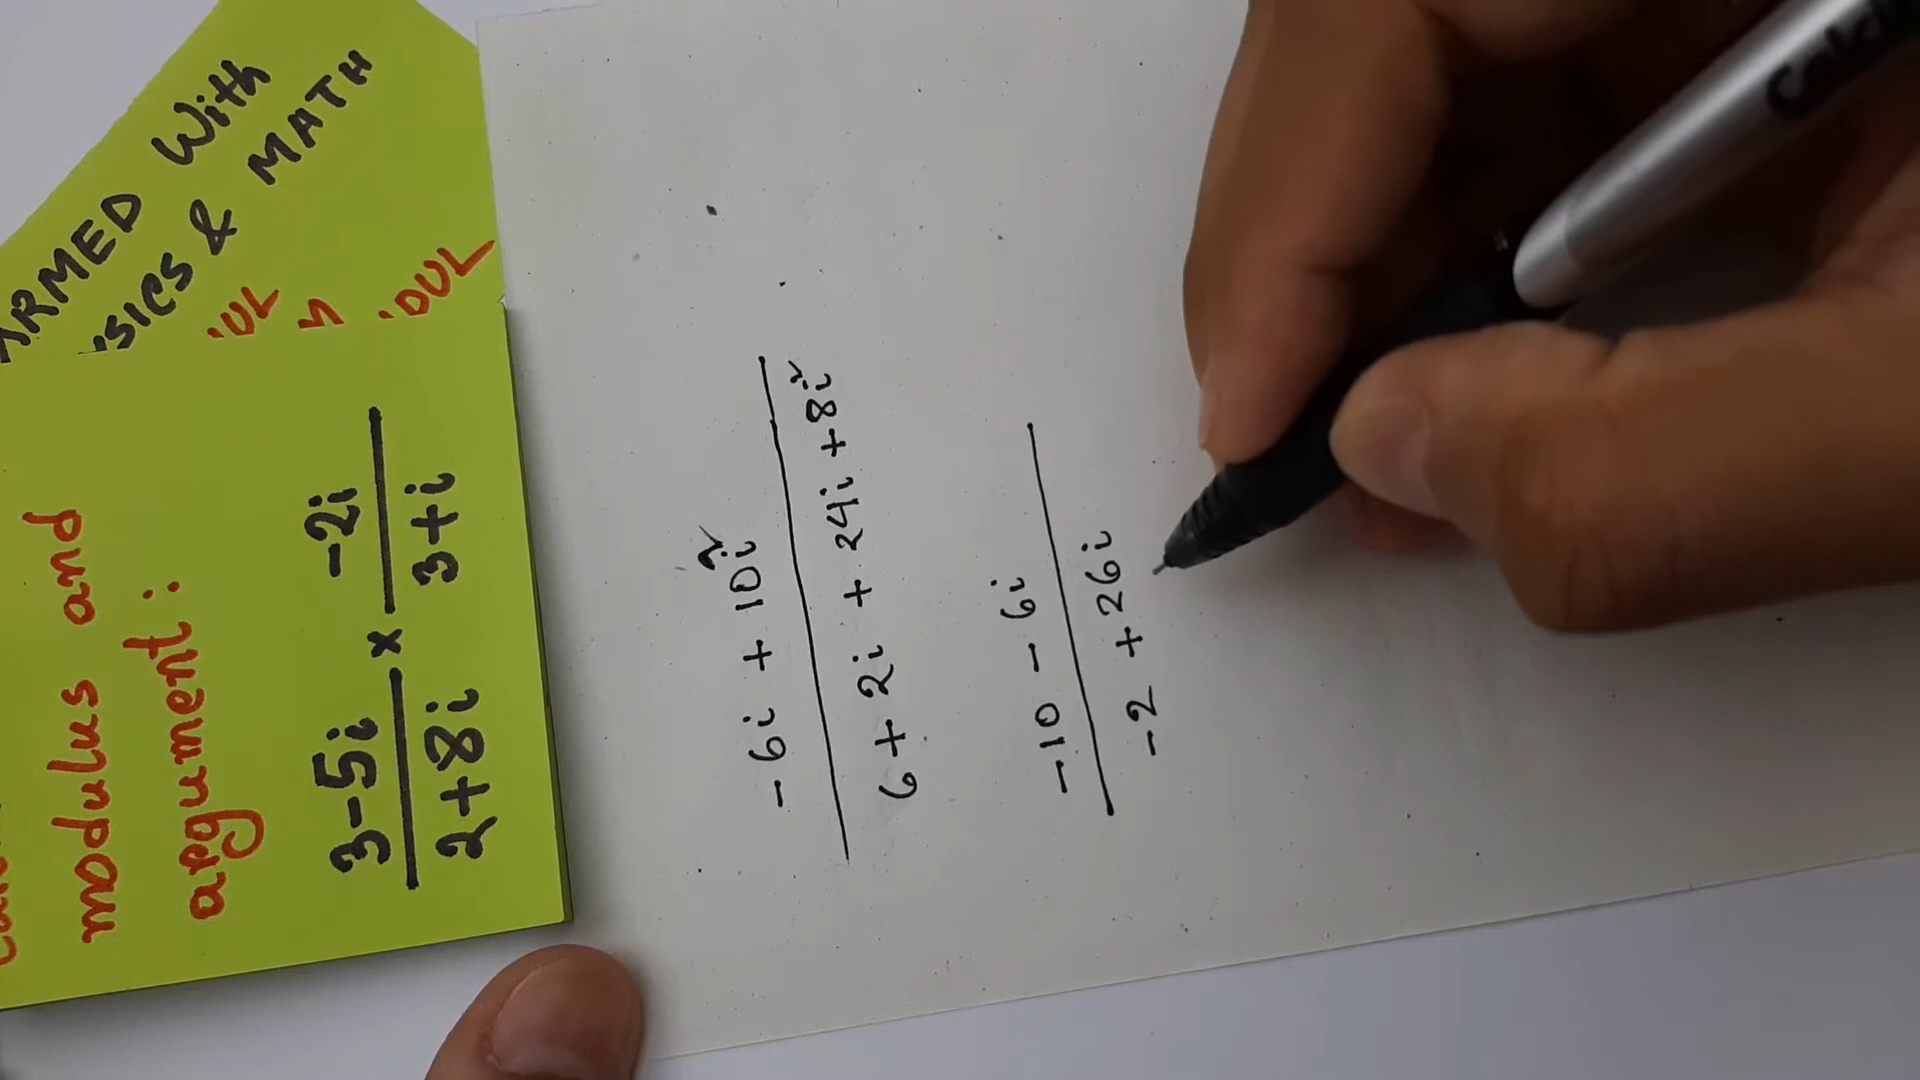 ARMED With
SICS & MATH
modulus and
argument:
3-5i / 2+8i × -2i / 3+i
-6i + 10i²
6 + 2i + 24i + 8i²
-10 - 6i
-2 + 26i